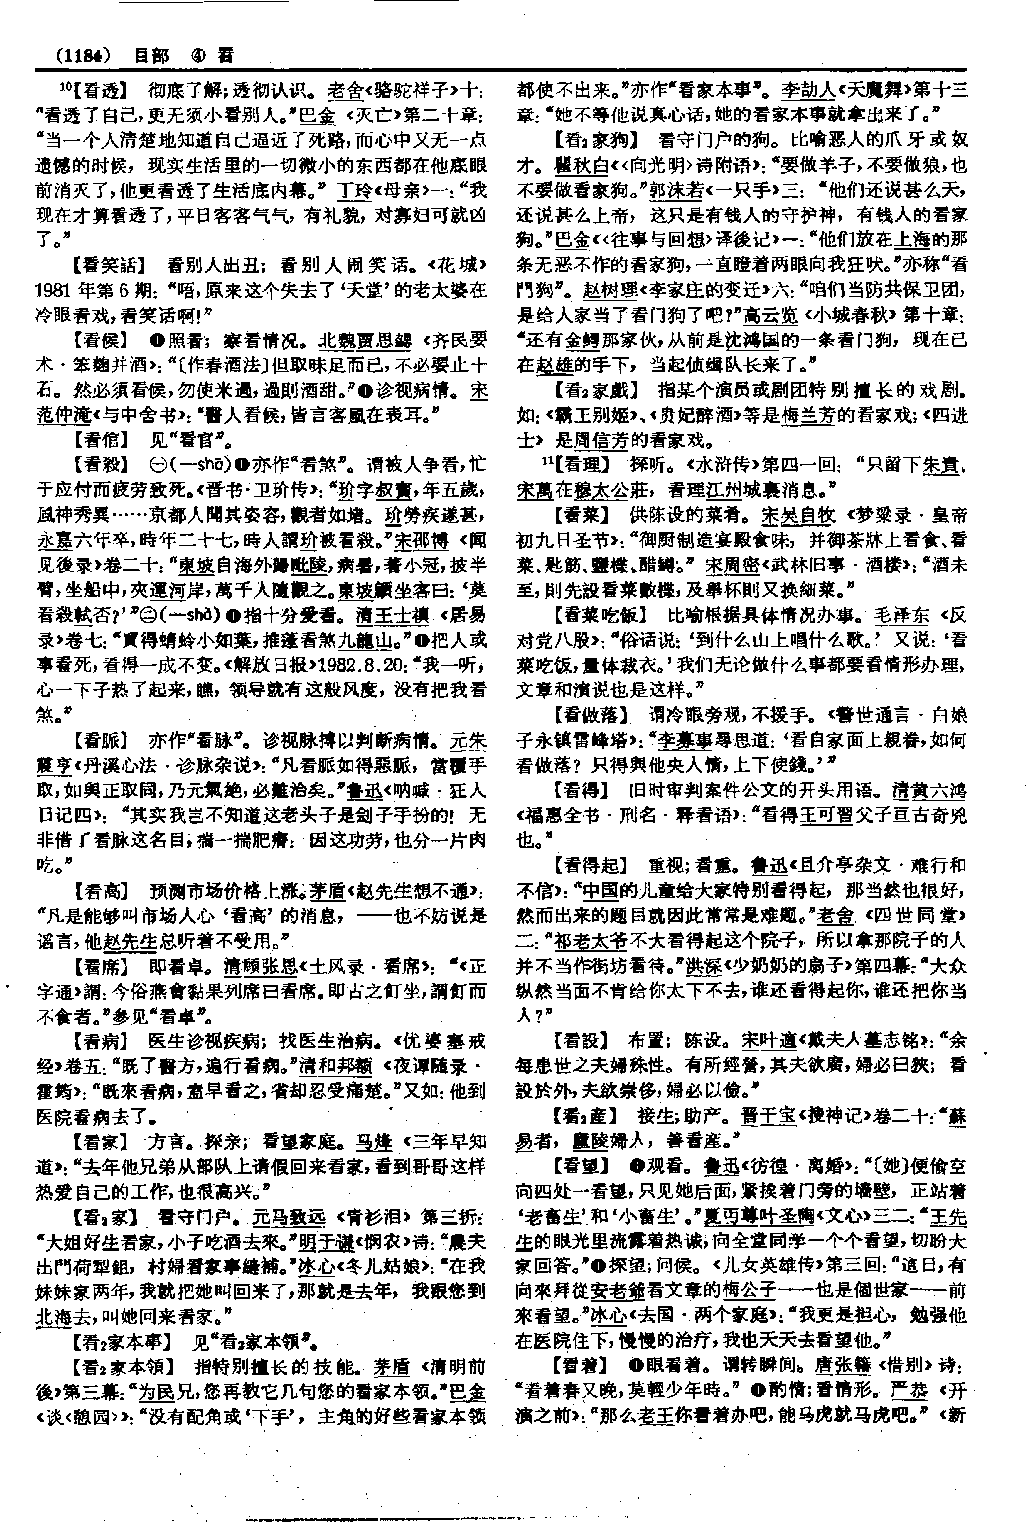 （1184） 目部 ④ 看
¹⁰【看透】 彻底了解；透彻认识。老舍《骆驼祥子》十：
“看透了自己，更无须小看别人。”巴金《灭亡》第二十章：
“当一个人清楚地知道自己逼近了死路，而心中又无一点
遗憾的时候，现实生活里的一切微小的东西都在他底眼
前消灭了，他更看透了生活底内幕。”丁玲《母亲》一：“我
现在才算看透了，平日客客气气，有礼貌，对寡妇可就凶
了。”
【看笑話】 看别人出丑；看别人闹笑话。《花城》
1981年第6期：“唔，原来这个失去了‘天堂’的老太婆在
冷眼看戏，看笑话啊！”
【看候】 ❶照看；察看情况。北魏贾思勰《齐民要
术·笨麴并酒》：“〔作春酒法〕但取味足而已，不必要止十
石。然必須看候，勿使米過，過則酒甜。”❷诊视病情。宋
范仲淹《与中舍书》：“醫人看候，皆言客風在表耳。”
【看倌】 见“看官”。
【看殺】 ㊀(—shā)❶亦作“看煞”。谓被人争看，忙
于应付而疲劳致死。《晋书·卫玠传》：“玠字叔寶，年五歲，
風神秀異……京都人聞其姿容，觀者如堵。玠勞疾遂甚，
永嘉六年卒，時年二十七，時人謂玠被看殺。”宋邵博《闻
见後录》卷二十：“東坡自海外歸毗陵，病暑，著小冠，披半
臂，坐船中，夾運河岸，萬千人隨觀之。東坡顧坐客曰：‘莫
看殺軾否？’”㊁(—shà)❶指十分爱看。清王士禛《居易
录》卷七：“買得蜻蛉小如葉，推蓬看煞九龍山。”❷把人或
事看死，看得一成不变。《解放日报》1982.8.20：“我一听，
心一下子热了起来，瞧，领导就有这般风度，没有把我看
煞。”
【看脈】 亦作“看脉”。诊视脉搏以判断病情。元朱
震亨《丹溪心法·诊脉杂说》：“凡看脈如得惡脈，當覆手
取，如與正取同，乃元氣絶，必難治矣。”鲁迅《呐喊·狂人
日记四》：“其实我岂不知道这老头子是刽子手扮的！无
非借了看脉这名目，揣一揣肥瘠：因这功劳，也分一片肉
吃。”
【看高】 预测市场价格上涨。茅盾《赵先生想不通》：
“凡是能够叫市场人心‘看高’的消息，——也不妨说是
谣言，他赵先生总听着不受用。”
【看席】 即看卓。清顾张思《土风录·看席》：“《正
字通》謂：今俗燕會黏果列席曰看席。即古之飣坐，謂飣而
不食者。”参见“看卓”。
【看病】 医生诊视疾病；找医生治病。《优婆塞戒
经》卷五：“既了醫方，遍行看病。”清和邦额《夜谭随录·
霍筠》：“既來看病，盍早看之，省却忍受痛楚。”又如：他到
医院看病去了。
【看家】 方言。探亲；看望家庭。马烽《三年早知
道》：“去年他兄弟从部队上请假回来看家，看到哥哥这样
热爱自己的工作，也很高兴。”
【看₂家】 看守门户。元马致远《青衫泪》第三折：
“大姐好生看家，小子吃酒去來。”明于谦《悯农》诗：“農夫
出門荷犁鉏，村婦看家事縫補。”冰心《冬儿姑娘》：“在我
妹妹家两年，我就把她叫回来了，那就是去年，我跟您到
北海去，叫她回来看家。”
【看₂家本事】 见“看₂家本领”。
【看₂家本領】 指特别擅长的技能。茅盾《清明前
後》第三幕：“为民兄，您再教它几句您的看家本领。”巴金
《谈〈憩园〉》：“没有配角或‘下手’，主角的好些看家本领
都使不出来。”亦作“看家本事”。李劼人《天魔舞》第十三
章：“她不等他说真心话，她的看家本事就拿出来了。”
【看₂家狗】 看守门户的狗。比喻恶人的爪牙或奴
才。瞿秋白《〈向光明〉诗附语》：“要做羊子，不要做狼，也
不要做看家狗。”郭沫若《一只手》三：“他们还说甚么天，
还说甚么上帝，这只是有钱人的守护神，有钱人的看家
狗。”巴金《〈往事与回想〉译後记》一：“他们放在上海的那
条无恶不作的看家狗，一直瞪着两眼向我狂吠。”亦称“看
門狗”。赵树理《李家庄的变迁》六：“咱们当防共保卫团，
是给人家当了看门狗了吧？”高云览《小城春秋》第十章：
“还有金鳄那家伙，从前是沈鸿国的一条看门狗，现在已
在赵雄的手下，当起侦缉队长来了。”
【看₂家戲】 指某个演员或剧团特别擅长的戏剧。
如：《霸王别姬》、《贵妃醉酒》等是梅兰芳的看家戏；《四进
士》是周信芳的看家戏。
¹¹【看理】 探听。《水浒传》第四一回：“只留下朱貴、
宋萬在穆太公莊，看理江州城裏消息。”
【看菜】 供陈设的菜肴。宋吴自牧《梦粱录·皇帝
初九日圣节》：“御厨制造宴殿食味，并御茶牀上看食、看
菜、匙筯、鹽楪、醋罇。”宋周密《武林旧事·酒楼》：“酒未
至，則先設看菜數楪，及舉杯則又换細菜。”
【看菜吃飯】 比喻根据具体情况办事。毛泽东《反
对党八股》：“俗话说：‘到什么山上唱什么歌。’又说：‘看
菜吃饭，量体裁衣。’我们无论做什么事都要看情形办理，
文章和演说也是这样。”
【看做落】 谓冷眼旁观，不援手。《警世通言·白娘
子永镇雷峰塔》：“李募事尋思道：‘看自家面上親眷，如何
看做落？只得與他央人情，上下使錢。’”
【看得】 旧时审判案件公文的开头用语。清黄六鸿
《福惠全书·刑名·释看语》：“看得王可習父子亘古奇兇
也。”
【看得起】 重视；看重。鲁迅《且介亭杂文·难行和
不信》：“中国的儿童给大家特别看得起，那当然也很好，
然而出来的题目就因此常常是难题。”老舍《四世同堂》
二：“祁老太爷不大看得起这个院子，所以拿那院子的人
并不当作街坊看待。”洪深《少奶奶的扇子》第四幕：“大众
纵然当面不肯给你太下不去，谁还看得起你，谁还把你当
人？”
【看設】 布置；陈设。宋叶適《戴夫人墓志铭》：“余
每患世之夫婦殊性。有所經營，其夫欲廣，婦必曰狹；看
設於外，夫欲崇侈，婦必以儉。”
【看₂産】 接生；助产。晋干宝《搜神记》卷二十：“蘇
易者，廬陵婦人，善看産。”
【看望】 ❶观看。鲁迅《彷徨·离婚》：“〔她〕便偷空
向四处一看望，只见她后面，紧挨着门旁的墙壁，正站着
‘老畜生’和‘小畜生’。”夏丏尊叶圣陶《文心》三二：“王先
生的眼光里流露着热诚，向全堂同学一个个看望，切盼大
家回答。”❷探望；问候。《儿女英雄传》第三回：“這日，有
向來拜從安老爺看文章的梅公子——也是個世家——前
來看望。”冰心《去国·两个家庭》：“我更是担心，勉强他
在医院住下，慢慢的治疗，我也天天去看望他。”
【看着】 ❶眼看着。谓转瞬间。唐张籍《惜别》诗：
“看着春又晚，莫輕少年時。”❷酌情；看情形。严恭《开
演之前》：“那么老王你看着办吧，能马虎就马虎吧。”《新